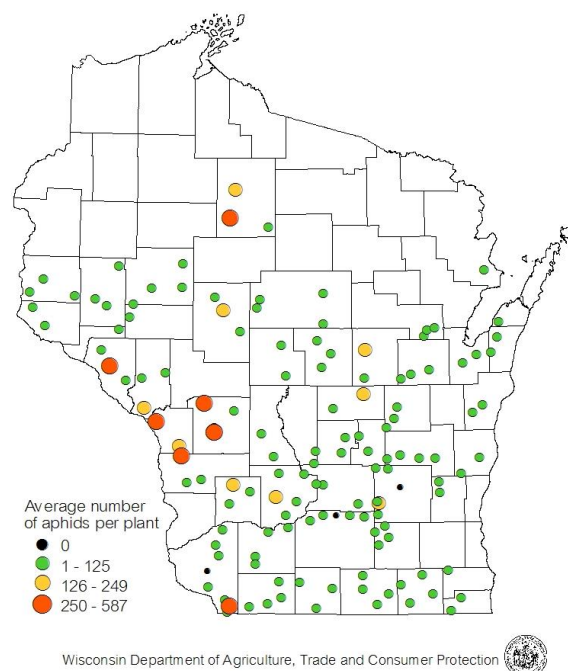 Average number
of aphids per plant
0
1 - 125
126 - 249
250 - 587
Wisconsin Department of Agriculture, Trade and Consumer Protection